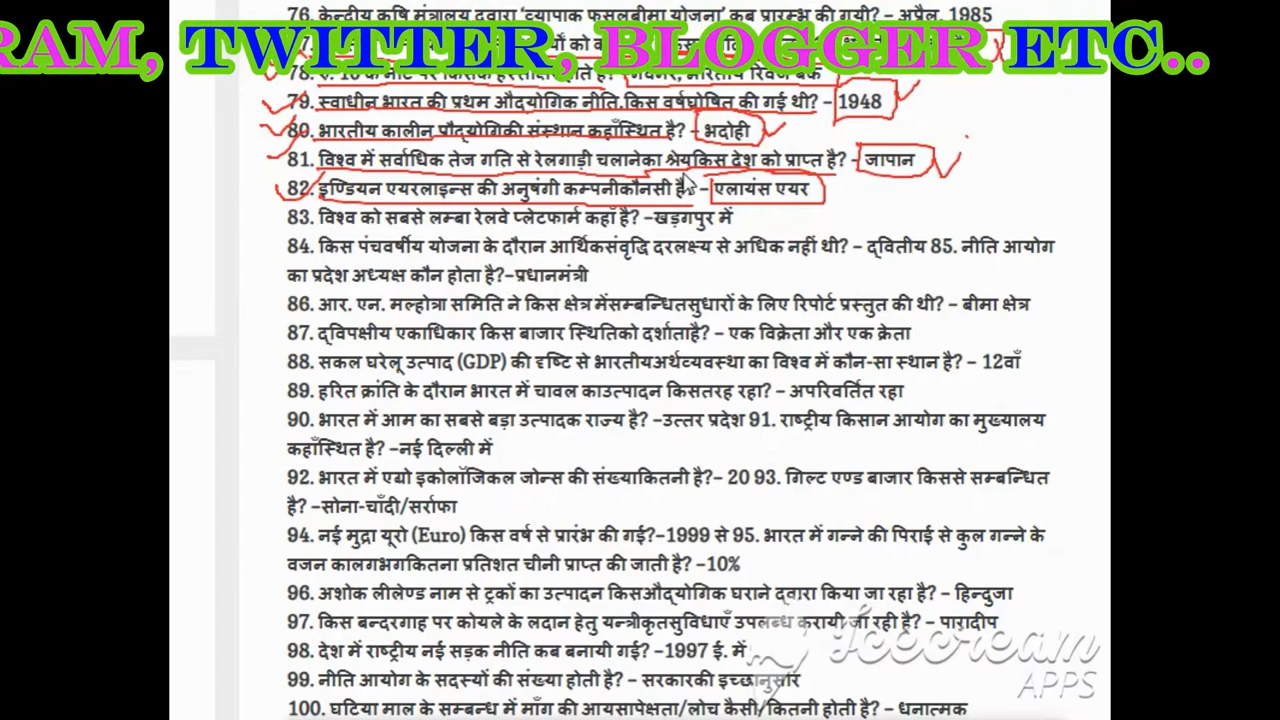 76. केन्दीय कृषि मंत्रालय द्वारा ‘व्यापाक फसलबीमा योजना’ कब प्रारम्भ की गयी? – अप्रैल, 1985
RAM, TWITTER, BLOGGER ETC..
79. स्वाधीन भारत की प्रथम औद्योगिक नीति.किस वर्षघोषित की गई थी? – 1948
80. भारतीय कालीन पौद्योगिकी संस्थान कहाँस्थित है? – भदोही
81. विश्व में सर्वाधिक तेज गति से रेलगाड़ी चलानेका श्रेयकिस देश को प्राप्त है? – जापान
82. इण्डियन एयरलाइन्स की अनुषंगी कम्पनीकौनसी है – एलायंस एयर
83. विश्व को सबसे लम्बा रेलवे प्लेटफार्म कहाँ है? –खड़गपुर में
84. किस पंचवर्षीय योजना के दौरान आर्थिकसंवृद्धि दरलक्ष्य से अधिक नहीं थी? – द्वितीय 85. नीति आयोग
का प्रदेश अध्यक्ष कौन होता है?–प्रधानमंत्री
86. आर. एन. मल्होत्रा समिति ने किस क्षेत्र मेंसम्बन्धितसुधारों के लिए रिपोर्ट प्रस्तुत की थी? – बीमा क्षेत्र
87. द्विपक्षीय एकाधिकार किस बाजार स्थितिको दर्शाताहै? – एक विक्रेता और एक क्रेता
88. सकल घरेलू उत्पाद (GDP) की दृष्टि से भारतीयअर्थव्यवस्था का विश्व में कौन-सा स्थान है? – 12वाँ
89. हरित क्रांति के दौरान भारत में चावल काउत्पादन किसतरह रहा? – अपरिवर्तित रहा
90. भारत में आम का सबसे बड़ा उत्पादक राज्य है? –उत्तर प्रदेश 91. राष्ट्रीय किसान आयोग का मुख्यालय
कहाँस्थित है? –नई दिल्ली में
92. भारत में एग्रो इकोलॉजिकल जोन्स की संख्याकितनी है?– 20 93. गिल्ट एण्ड बाजार किससे सम्बन्धित
है? –सोना-चाँदी/सर्राफा
94. नई मुद्रा यूरो (Euro) किस वर्ष से प्रारंभ की गई?–1999 से 95. भारत में गन्ने की पिराई से कुल गन्ने के
वजन कालगभगकितना प्रतिशत चीनी प्राप्त की जाती है? –10%
96. अशोक लीलेण्ड नाम से ट्रकों का उत्पादन किसऔद्योगिक घराने द्वारा किया जा रहा है? – हिन्दुजा
97. किस बन्दरगाह पर कोयले के लदान हेतु यन्त्रीकृतसुविधाएँ उपलब्ध करायी जा रही है? – पारादीप
98. देश में राष्ट्रीय नई सड़क नीति कब बनायी गई? –1997 ई. में
Icecream
99. नीति आयोग के सदस्यों की संख्या होती है? – सरकारकी इच्छानुसार
APPS
100. घटिया माल के सम्बन्ध में माँग की आयसापेक्षता/लोच कैसी/कितनी होती है? – धनात्मक